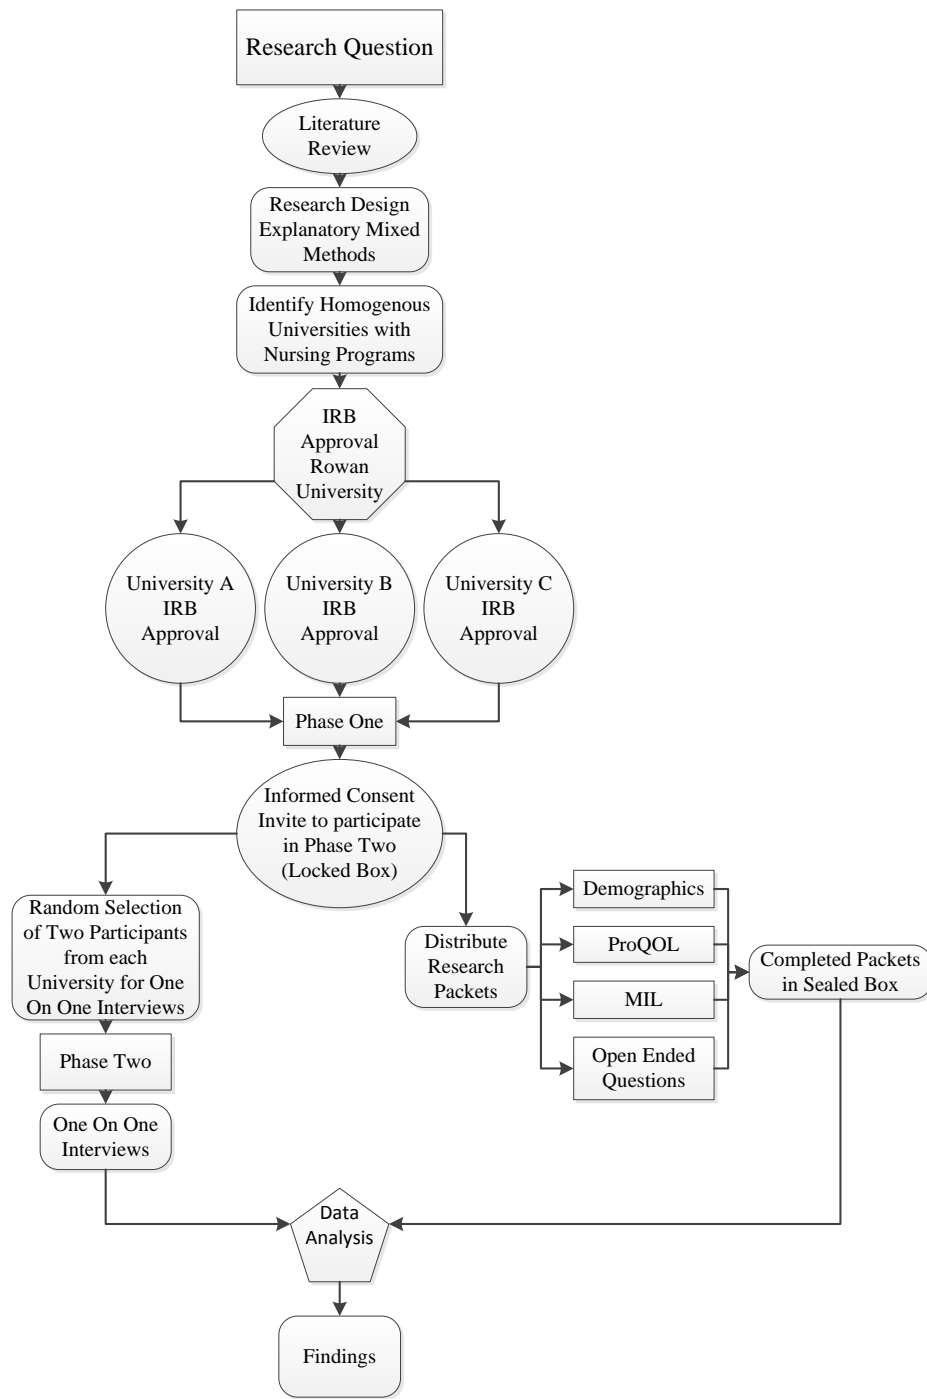 Research Question
Literature
Review
Research Design
Explanatory Mixed
Methods
Identify Homogenous
Universities with
Nursing Programs
IRB
Approval
Rowan
University
University A
IRB
Approval
University B
IRB
Approval
University C
IRB
Approval
Phase One
Informed Consent
Invite to participate
in Phase Two
(Locked Box)
Random Selection
of Two Participants
from each
University for One
On One Interviews
Phase Two
One On One
Interviews
Distribute
Research
Packets
Demographics
ProQOL
MIL
Open Ended
Questions
Completed Packets
in Sealed Box
Data
Analysis
Findings